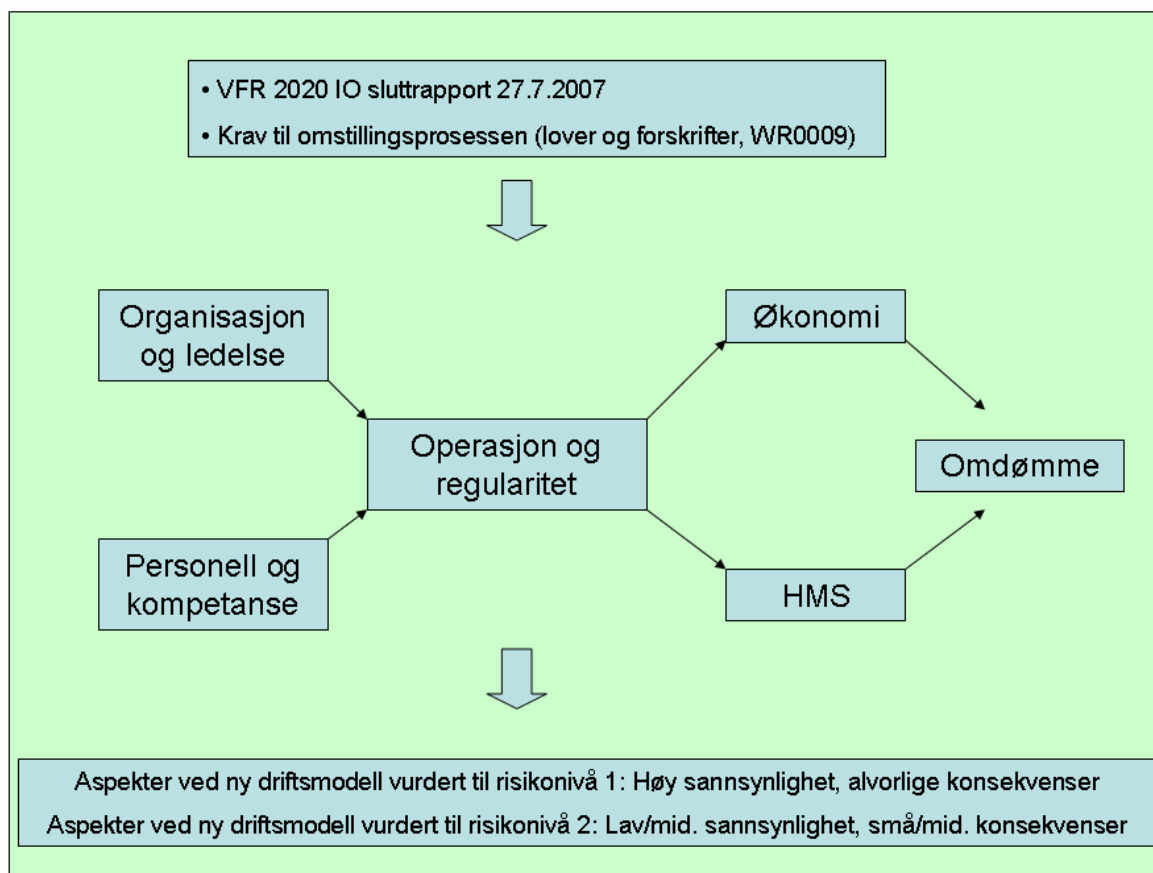 • VFR 2020 IO sluttrapport 27.7.2007
• Krav til omstillingsprosessen (lover og forskrifter, WR0009)
Organisasjon
og ledelse
Økonomi
Operasjon og
regularitet
Omdømme
Personell og
kompetanse
HMS
Aspekter ved ny driftsmodell vurdert til risikonivå 1: Høy sannsynlighet, alvorlige konsekvenser
Aspekter ved ny driftsmodell vurdert til risikonivå 2: Lav/mid. sannsynlighet, små/mid. konsekvenser